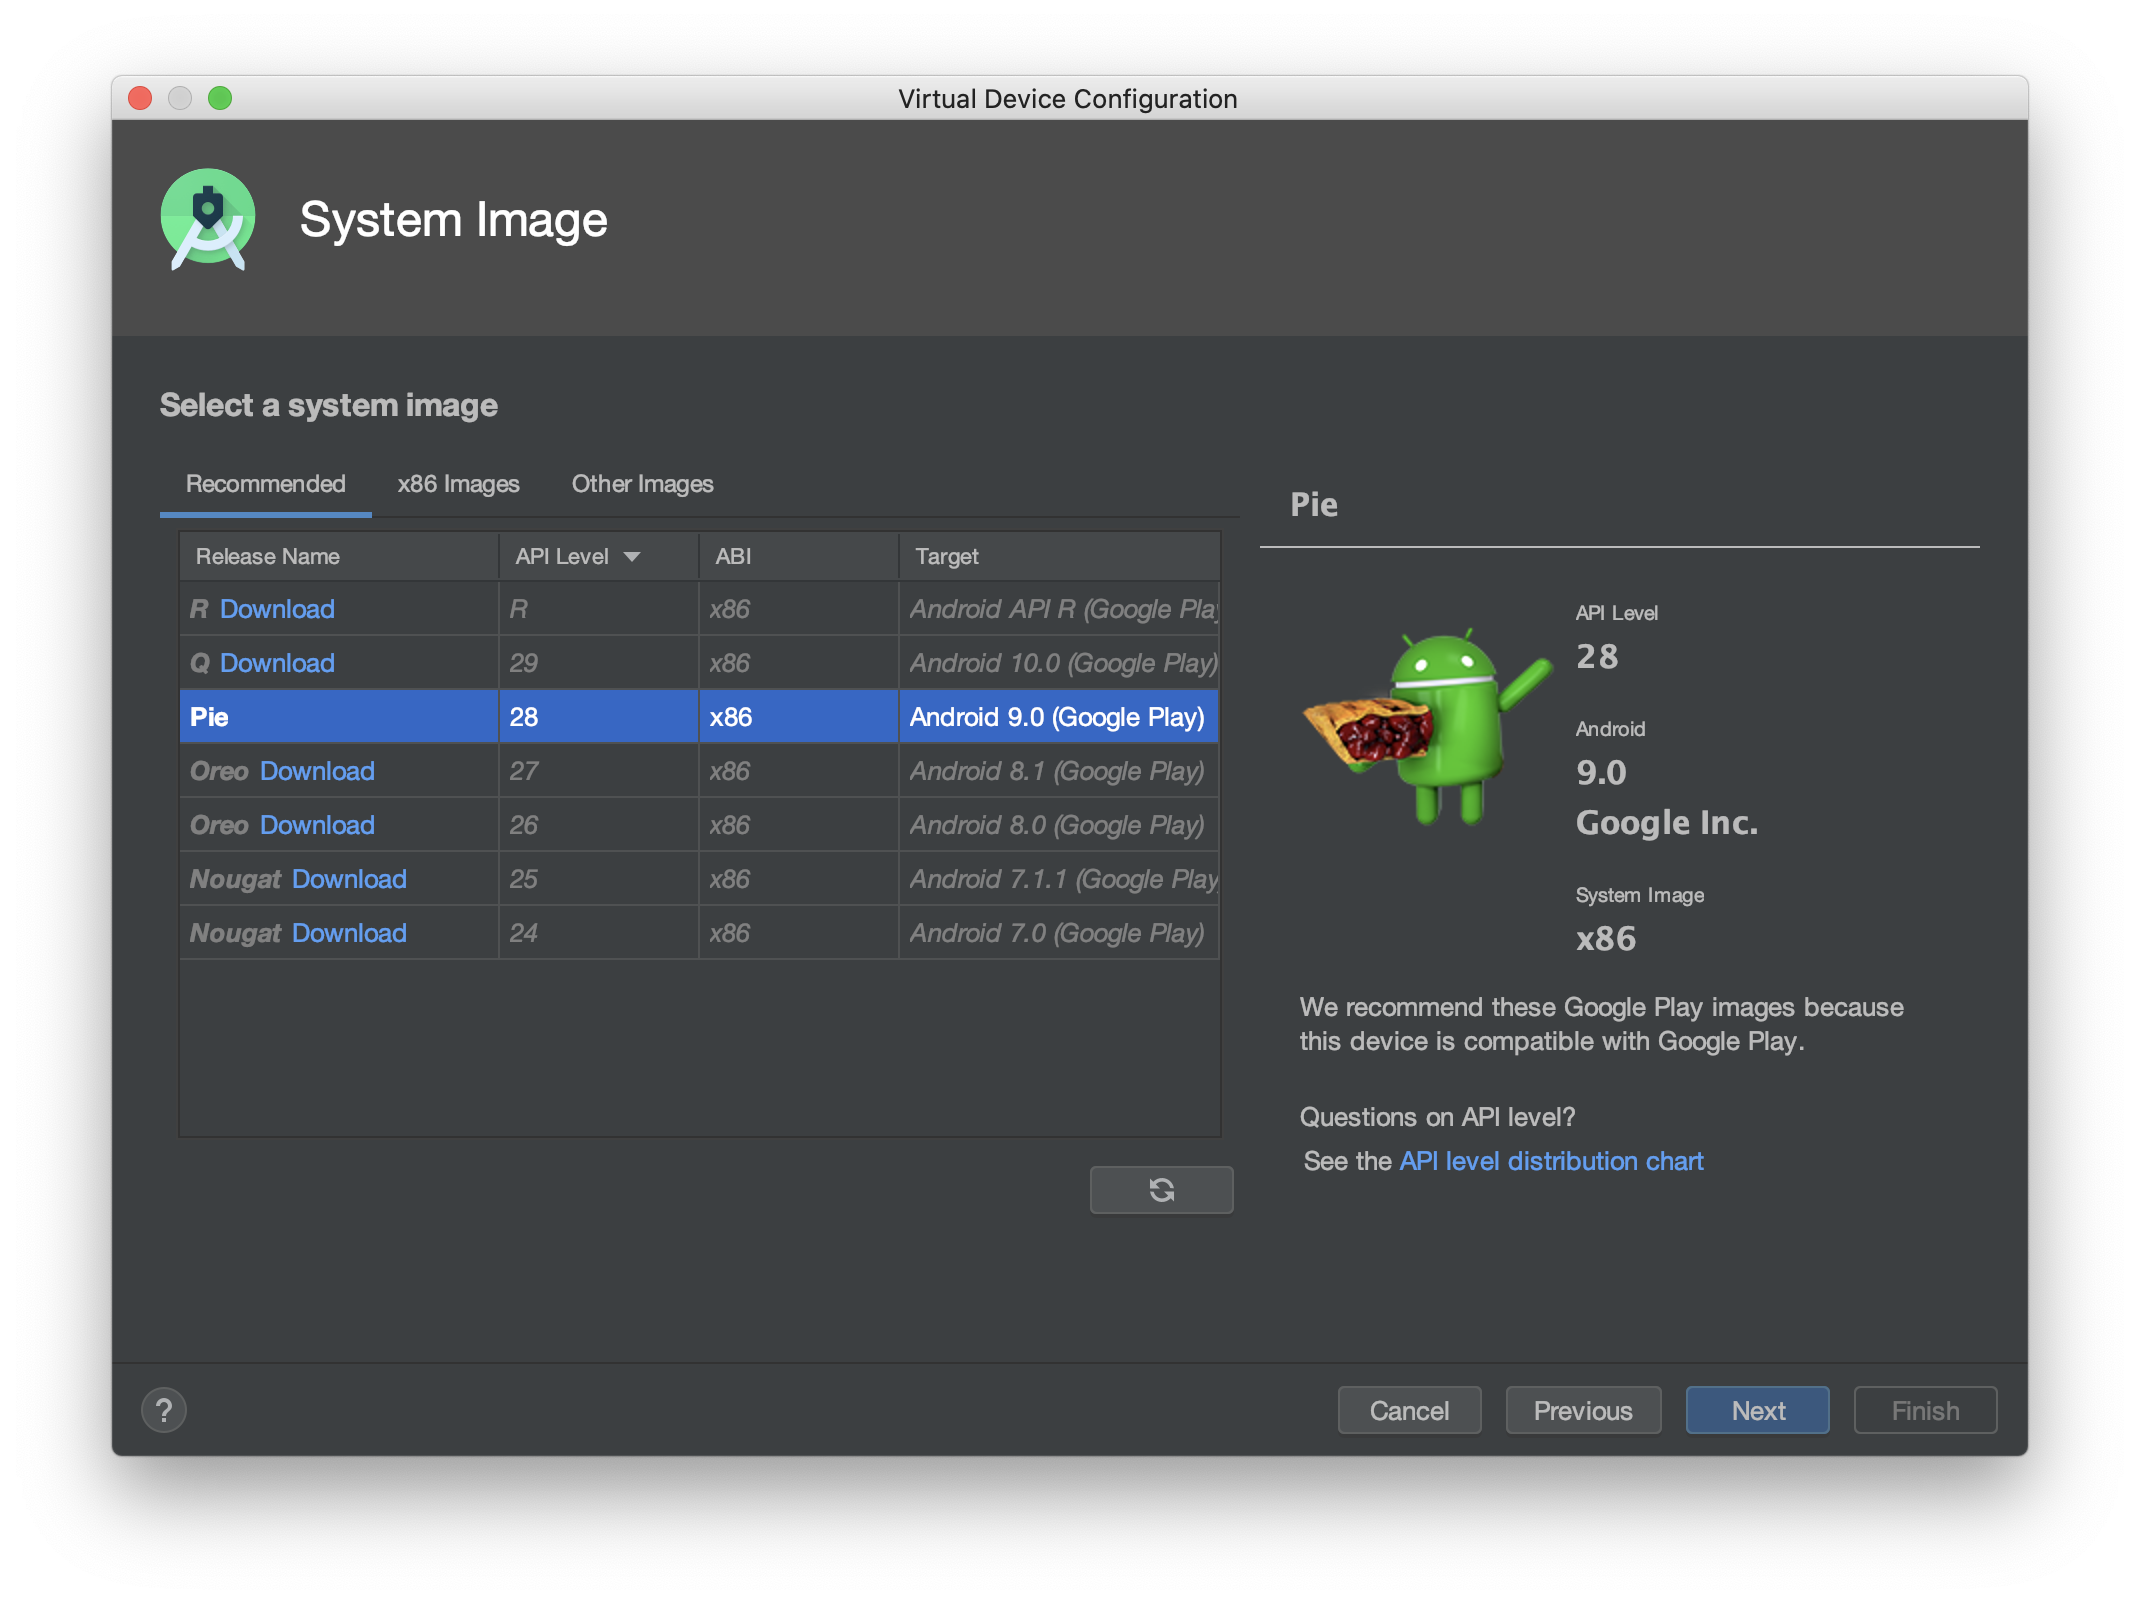 Virtual Device Configuration
System Image
Select a system image
Recommended x86 Images Other Images
Release Name API Level ABI Target
R Download R x86 Android API R (Google Play
Q Download 29 x86 Android 10.0 (Google Play)
Pie 28 x86 Android 9.0 (Google Play)
Oreo Download 27 x86 Android 8.1 (Google Play)
Oreo Download 26 x86 Android 8.0 (Google Play)
Nougat Download 25 x86 Android 7.1.1 (Google Play
Nougat Download 24 x86 Android 7.0 (Google Play)
Pie
API Level
28
Android
9.0
Google Inc.
System Image
x86
We recommend these Google Play images because
this device is compatible with Google Play.
Questions on API level?
See the API level distribution chart
? Cancel Previous Next Finish